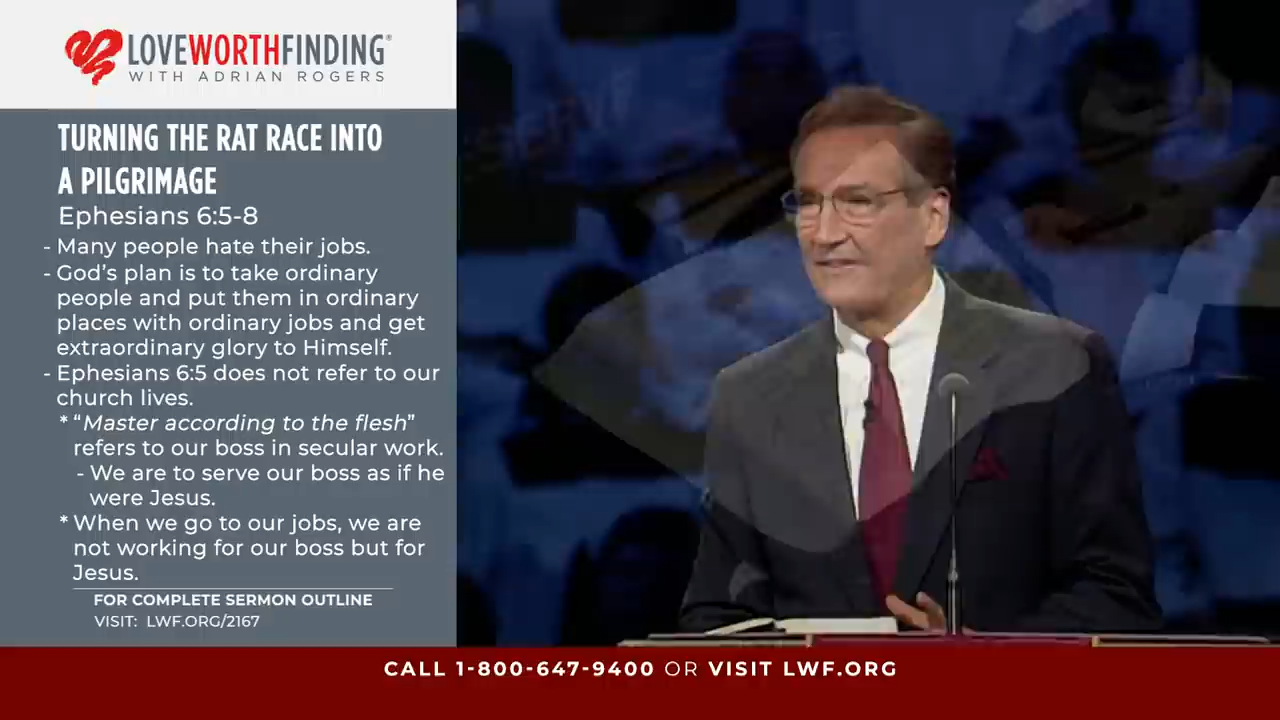 LOVEWORTHFINDING®
WITH ADRIAN ROGERS
TURNING THE RAT RACE INTO
A PILGRIMAGE
Ephesians 6:5-8
- Many people hate their jobs.
- God’s plan is to take ordinary
people and put them in ordinary
places with ordinary jobs and get
extraordinary glory to Himself.
- Ephesians 6:5 does not refer to our
church lives.
* “Master according to the flesh”
refers to our boss in secular work.
- We are to serve our boss as if he
were Jesus.
* When we go to our jobs, we are
not working for our boss but for
Jesus.
FOR COMPLETE SERMON OUTLINE
VISIT: LWF.ORG/2167
CALL 1-800-647-9400 OR VISIT LWF.ORG